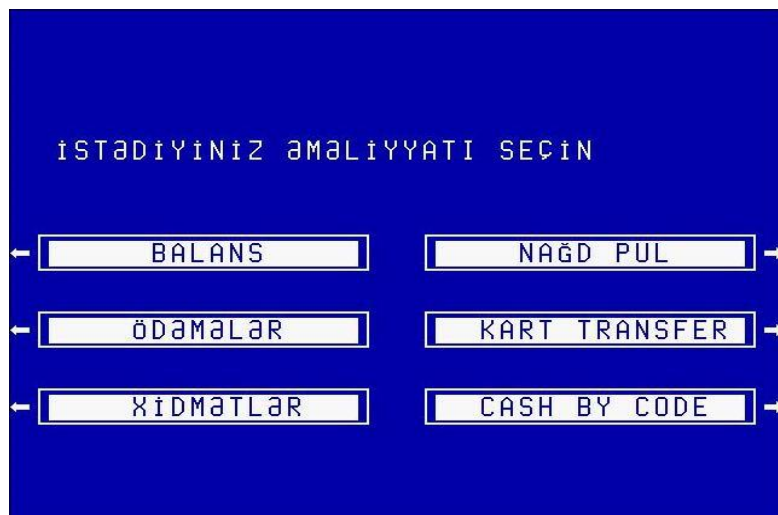 İSTƏDİYİNİZ ƏMƏLİYYATI SEÇİN
BALANS
NAĞD PUL
ÖDƏMƏLƏR
KART TRANSFER
XİDMƏTLƏR
CASH BY CODE